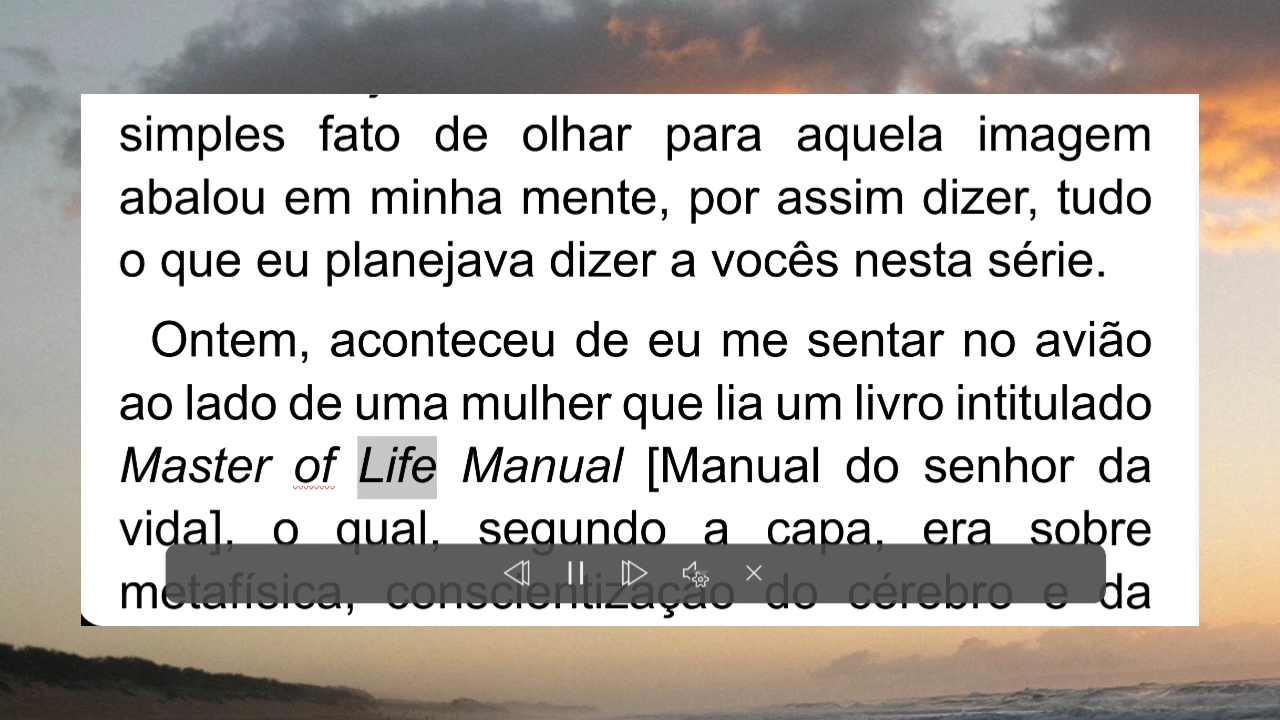 simples fato de olhar para aquela imagem
abalou em minha mente, por assim dizer, tudo
o que eu planejava dizer a vocês nesta série.
Ontem, aconteceu de eu me sentar no avião
ao lado de uma mulher que lia um livro intitulado
Master of Life Manual [Manual do senhor da
vida], o qual, segundo a capa, era sobre
metafísica, conscientização do cérebro e da